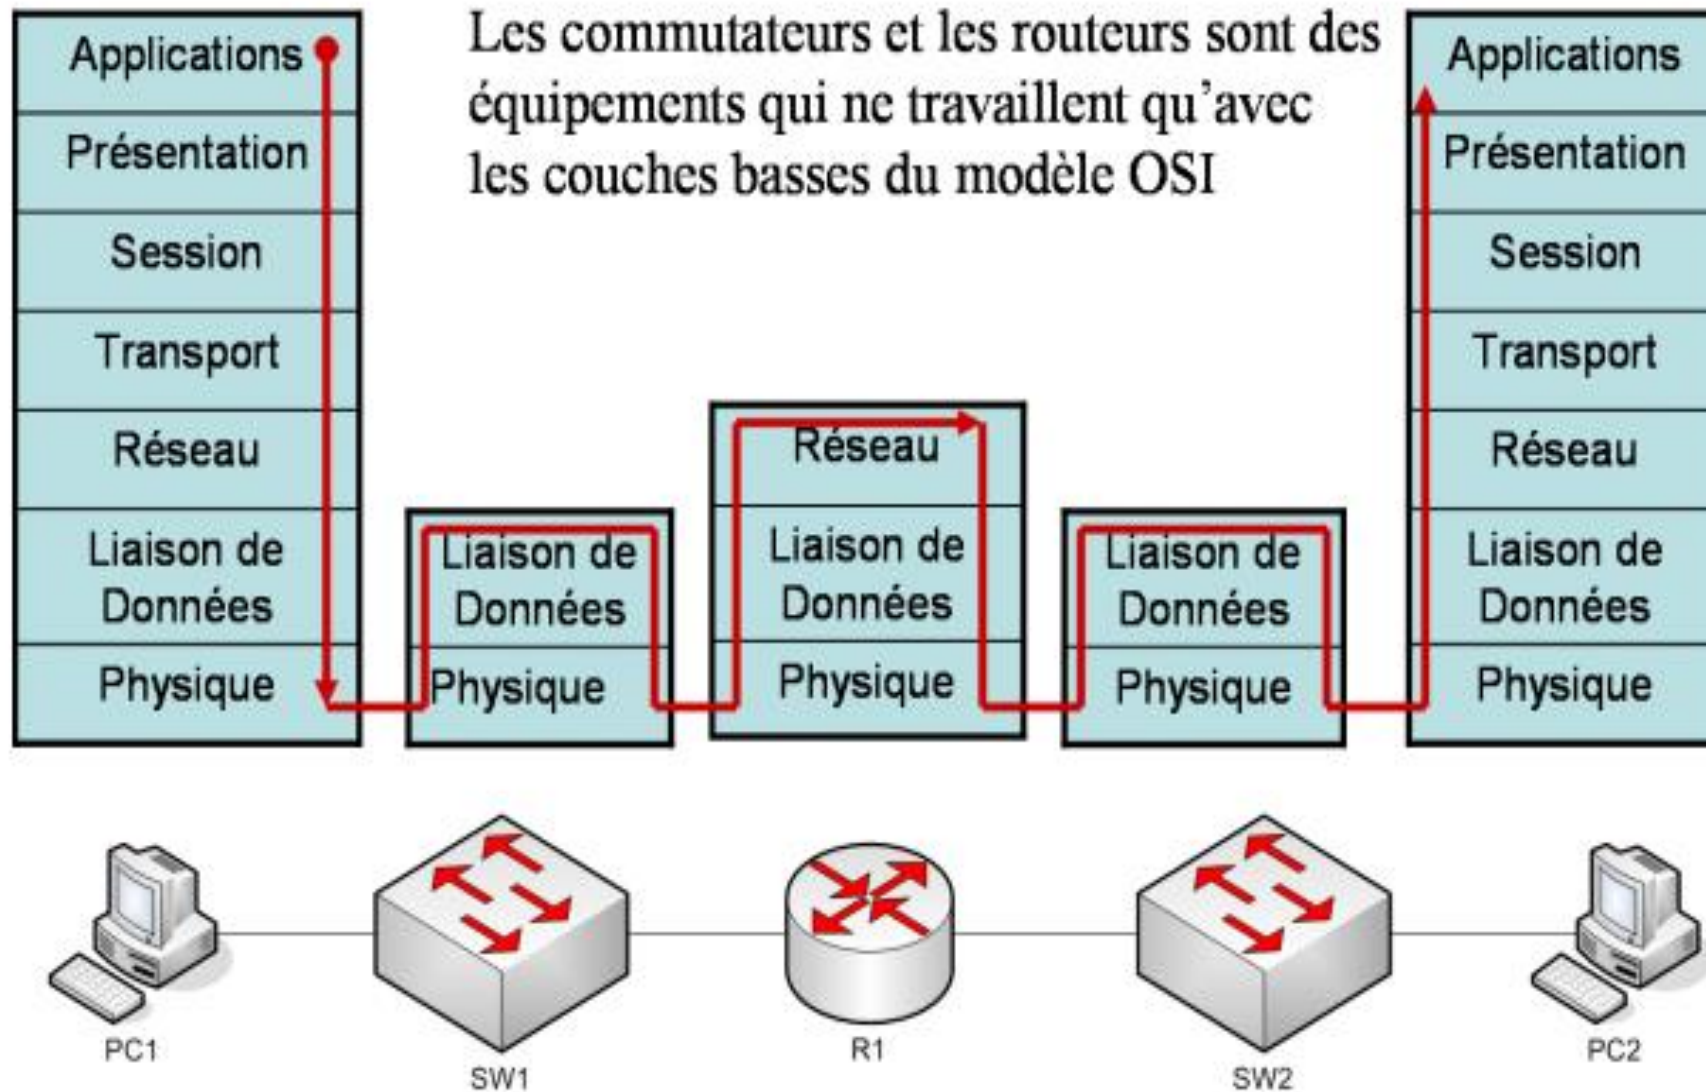 Les commutateurs et les routeurs sont des
équipements qui ne travaillent qu'avec
les couches basses du modèle OSI
Applications
Présentation
Session
Transport
Réseau
Liaison de
Données
Physique
Liaison de
Données
Physique
Réseau
Liaison de
Données
Physique
Liaison de
Données
Physique
Applications
Présentation
Session
Transport
Réseau
Liaison de
Données
Physique
PC1
SW1
R1
SW2
PC2